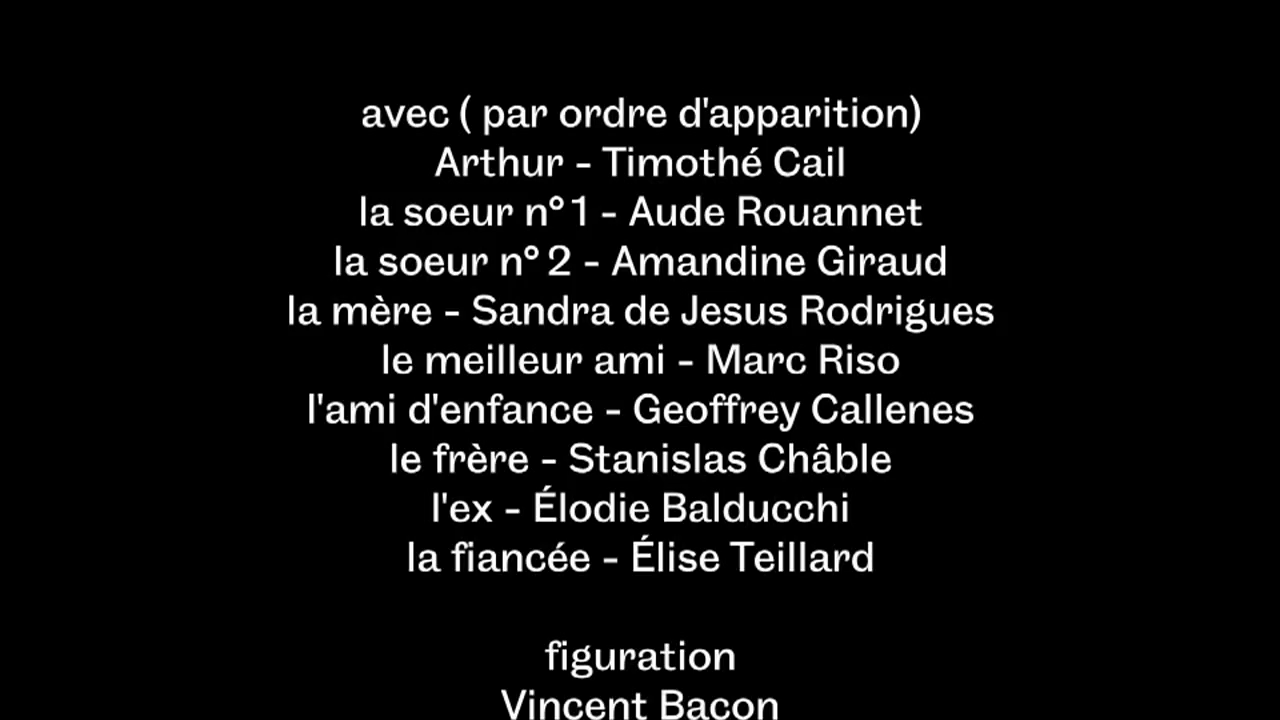 avec ( par ordre d'apparition)
Arthur - Timothé Cail
la soeur n° 1 - Aude Rouannet
la soeur n° 2 - Amandine Giraud
la mère - Sandra de Jesus Rodrigues
le meilleur ami - Marc Riso
l'ami d'enfance - Geoffrey Callenes
le frère - Stanislas Châble
l'ex - Élodie Balducchi
la fiancée - Élise Teillard
figuration
Vincent Bacon